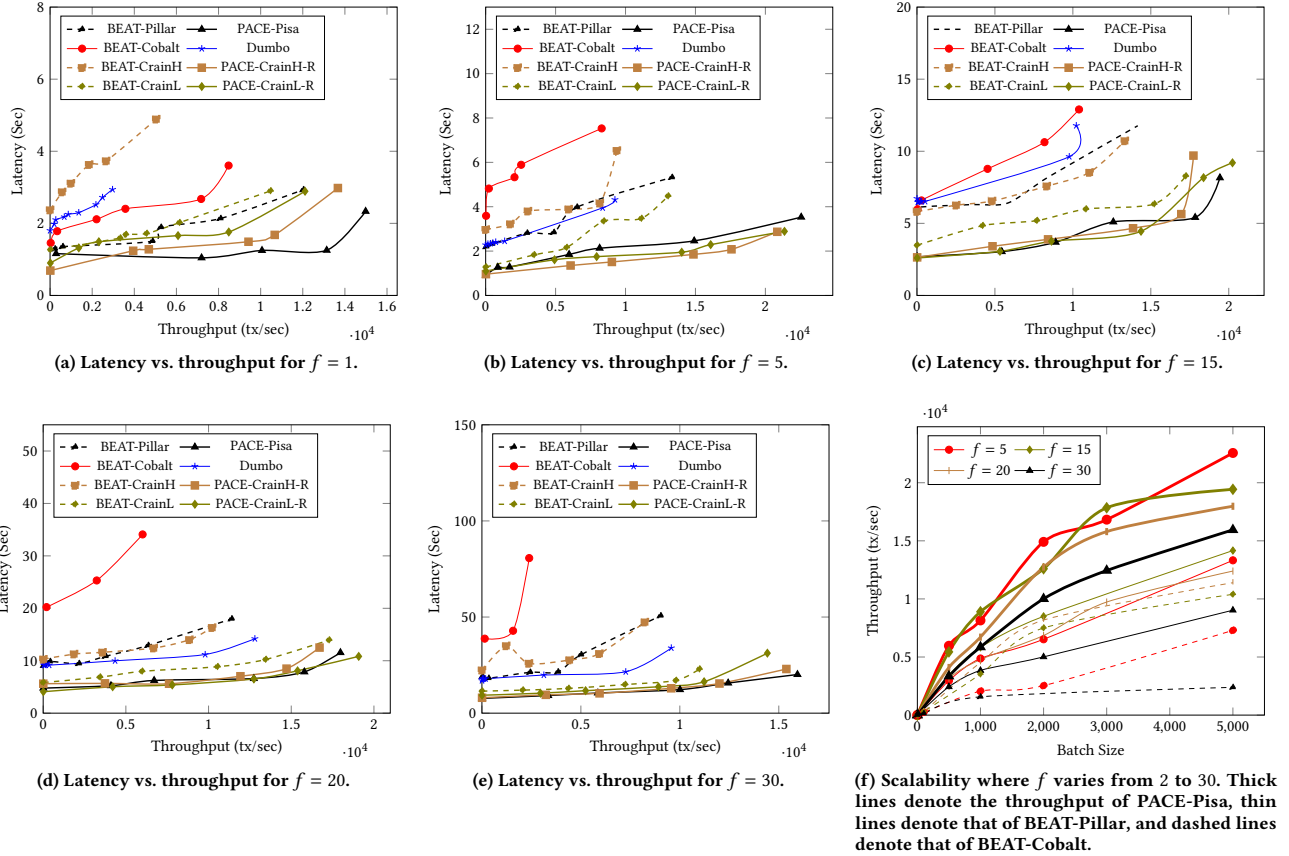 8
6
4
2
0
Latency (Sec)
BEAT-Pillar PACE-Pisa
BEAT-Cobalt Dumbo
BEAT-CrainH PACE-CrainH-R
BEAT-CrainL PACE-CrainL-R
0 0.2 0.4 0.6 0.8 1 1.2 1.4 1.6
·10⁴
Throughput (tx/sec)
(a) Latency vs. throughput for f = 1.
12
10
8
6
4
2
0
Latency (Sec)
BEAT-Pillar PACE-Pisa
BEAT-Cobalt Dumbo
BEAT-CrainH PACE-CrainH-R
BEAT-CrainL PACE-CrainL-R
0 0.5 1 1.5 2
·10⁴
Throughput (tx/sec)
(b) Latency vs. throughput for f = 5.
20
15
10
5
0
Latency (Sec)
BEAT-Pillar PACE-Pisa
BEAT-Cobalt Dumbo
BEAT-CrainH PACE-CrainH-R
BEAT-CrainL PACE-CrainL-R
0 0.5 1 1.5 2
·10⁴
Throughput (tx/sec)
(c) Latency vs. throughput for f = 15.
50
40
30
20
10
0
Latency (Sec)
BEAT-Pillar PACE-Pisa
BEAT-Cobalt Dumbo
BEAT-CrainH PACE-CrainH-R
BEAT-CrainL PACE-CrainL-R
0 0.5 1 1.5 2
·10⁴
Throughput (tx/sec)
(d) Latency vs. throughput for f = 20.
150
100
50
0
Latency (Sec)
BEAT-Pillar PACE-Pisa
BEAT-Cobalt Dumbo
BEAT-CrainH PACE-CrainH-R
BEAT-CrainL PACE-CrainL-R
0 0.5 1 1.5
·10⁴
Throughput (tx/sec)
(e) Latency vs. throughput for f = 30.
·10⁴
2
1.5
1
0.5
0
Throughput (tx/sec)
f = 5 f = 15
f = 20 f = 30
0 1,000 2,000 3,000 4,000 5,000
Batch Size
(f) Scalability where f varies from 2 to 30. Thick
lines denote the throughput of PACE-Pisa, thin
lines denote that of BEAT-Pillar, and dashed lines
denote that of BEAT-Cobalt.